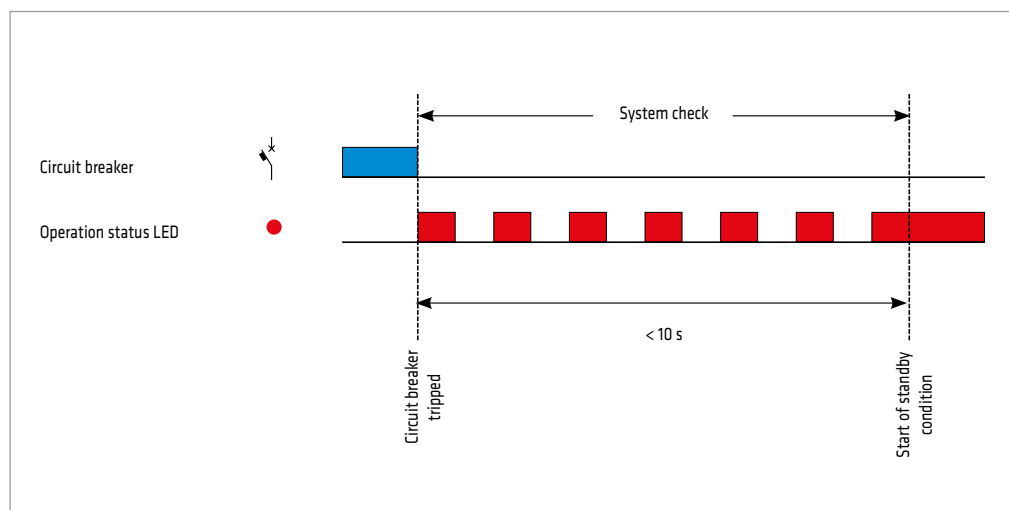 System check
Circuit breaker
Operation status LED
< 10 s
Circuit breaker
tripped
Start of standby
condition